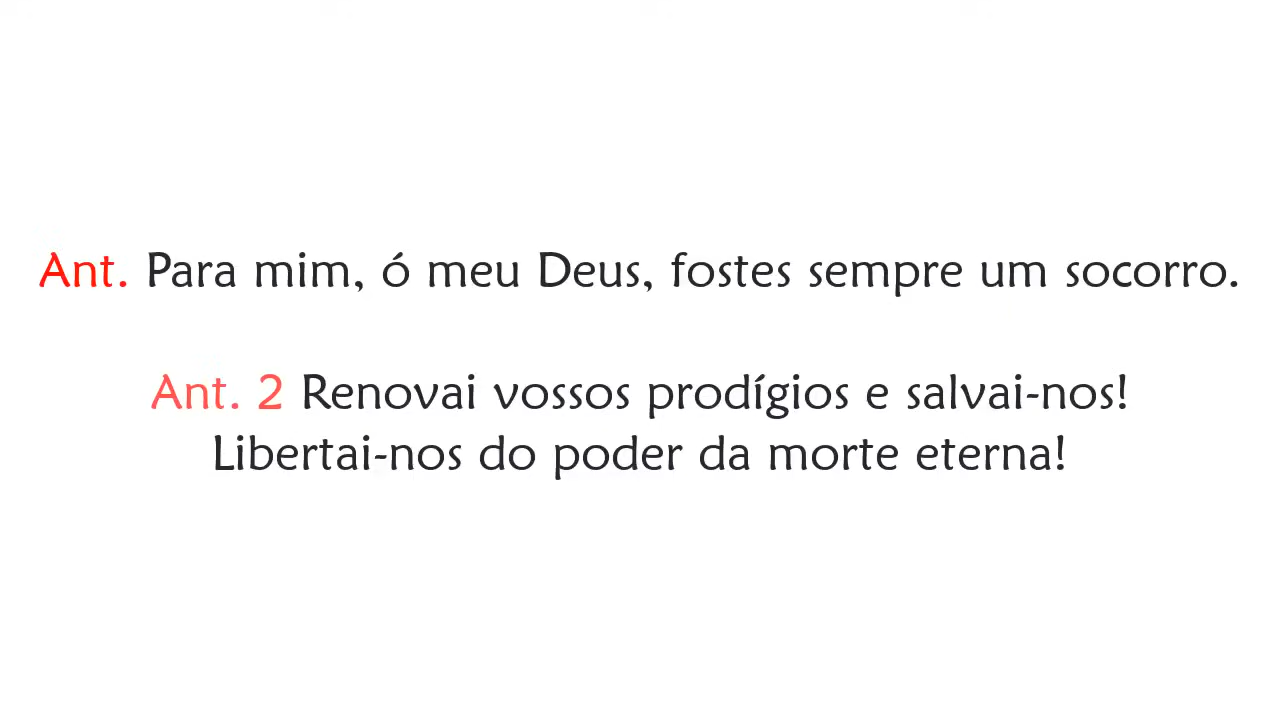 Ant. Para mim, ó meu Deus, fostes sempre um socorro.
Ant. 2 Renovai vossos prodígios e salvai-nos!
Libertai-nos do poder da morte eterna!